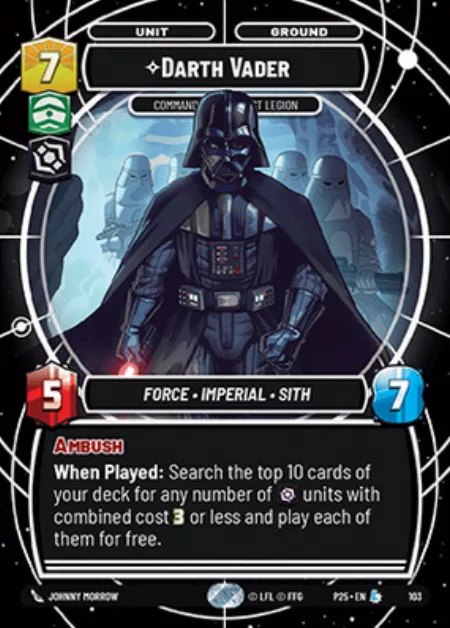 UNIT
GROUND
7
DARTH VADER
COMMAND
LEGION
FORCE • IMPERIAL • SITH
5
7
AMBUSH
When Played: Search the top 10 cards of
your deck for any number of units with
combined cost 3 or less and play each of
them for free.
JOHNNY MORROW
© LFL © FFG
P25 • EN
103